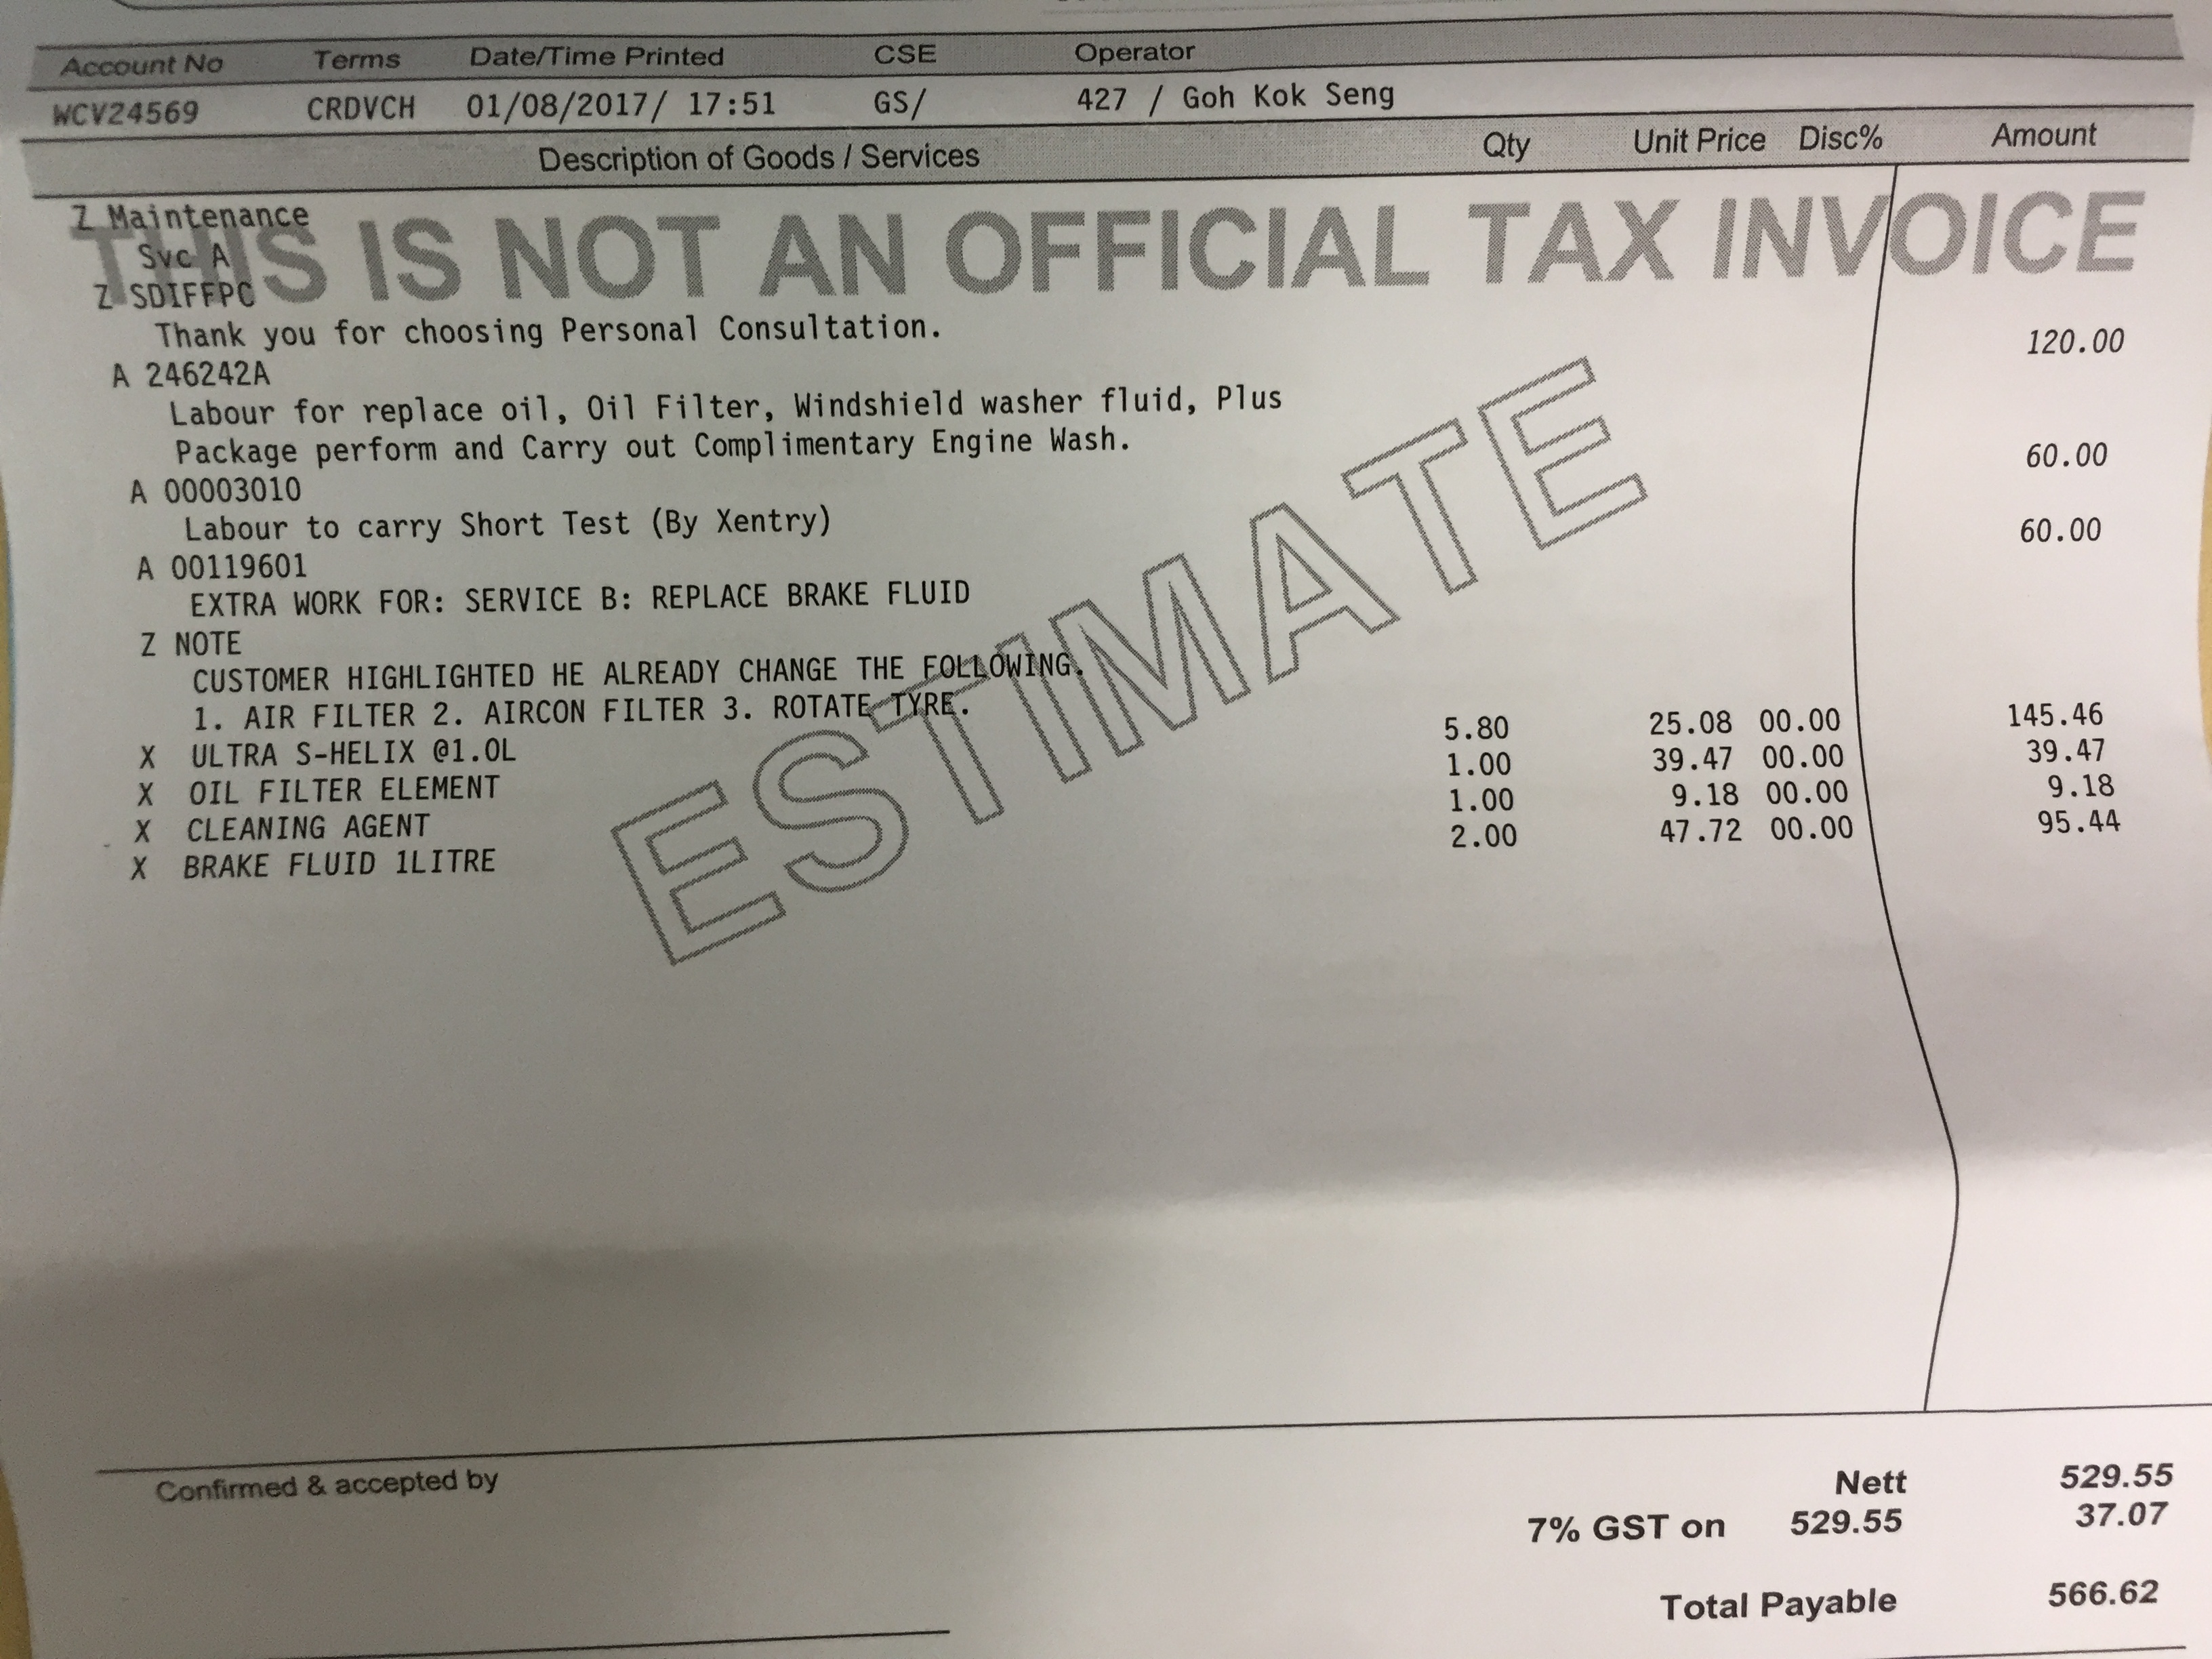 Account No Terms Date/Time Printed CSE Operator
WCV24569 CRDVCH 01/08/2017/ 17:51 GS/ 427 / Goh Kok Seng
Description of Goods / Services Qty Unit Price Disc% Amount
THIS IS NOT AN OFFICIAL TAX INVOICE
Z Maintenance
Svc A
Z SDIFFPC
Thank you for choosing Personal Consultation.
A 246242A 120.00
Labour for replace oil, Oil Filter, Windshield washer fluid, Plus
Package perform and Carry out Complimentary Engine Wash.
A 00003010 60.00
Labour to carry Short Test (By Xentry)
A 00119601 60.00
EXTRA WORK FOR: SERVICE B: REPLACE BRAKE FLUID
Z NOTE
CUSTOMER HIGHLIGHTED HE ALREADY CHANGE THE FOLLOWING.
1. AIR FILTER 2. AIRCON FILTER 3. ROTATE TYRE.
X ULTRA S-HELIX @1.0L 5.80 25.08 00.00 145.46
X OIL FILTER ELEMENT 1.00 39.47 00.00 39.47
X CLEANING AGENT 1.00 9.18 00.00 9.18
X BRAKE FLUID 1LITRE 2.00 47.72 00.00 95.44
ESTIMATE
Confirmed & accepted by
Nett 529.55
7% GST on 529.55 37.07
Total Payable 566.62